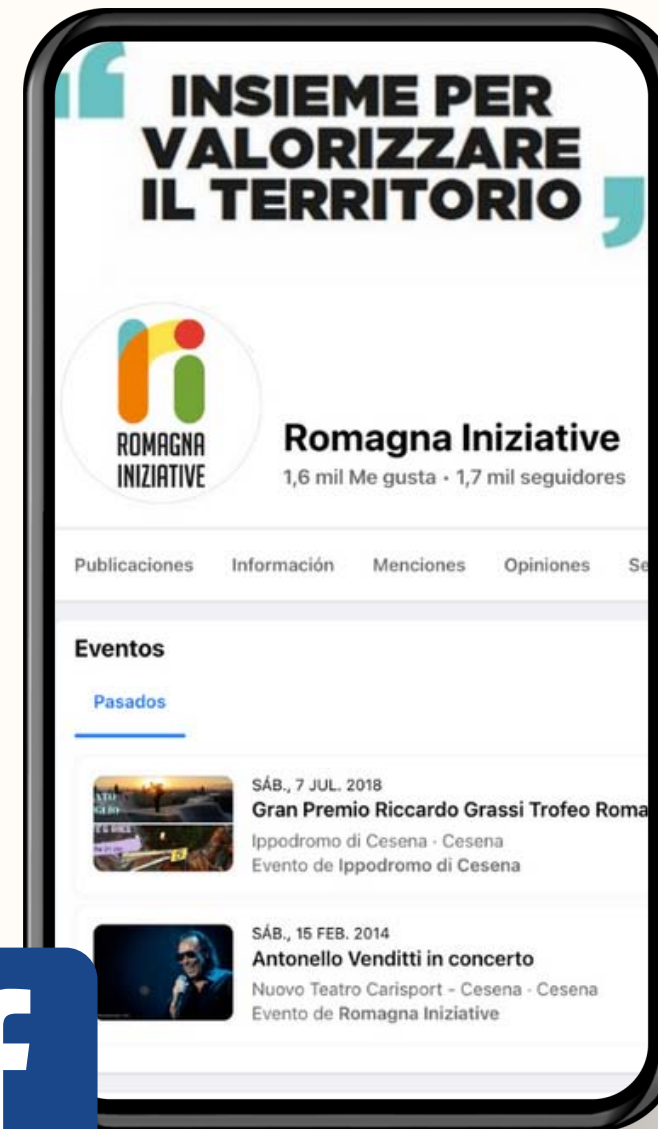 “ INSIEME PER
VALORIZZARE
IL TERRITORIO ”
ROMAGNA
INIZIATIVE
Romagna Iniziative
1,6 mil Me gusta · 1,7 mil seguidores
Publicaciones Información Menciones Opiniones
Eventos
Pasados
SÁB., 7 JUL. 2018
Gran Premio Riccardo Grassi Trofeo Roma
Ippodromo di Cesena · Cesena
Evento de Ippodromo di Cesena
SÁB., 15 FEB. 2014
Antonello Venditti in concerto
Nuovo Teatro Carisport - Cesena · Cesena
Evento de Romagna Iniziative
f